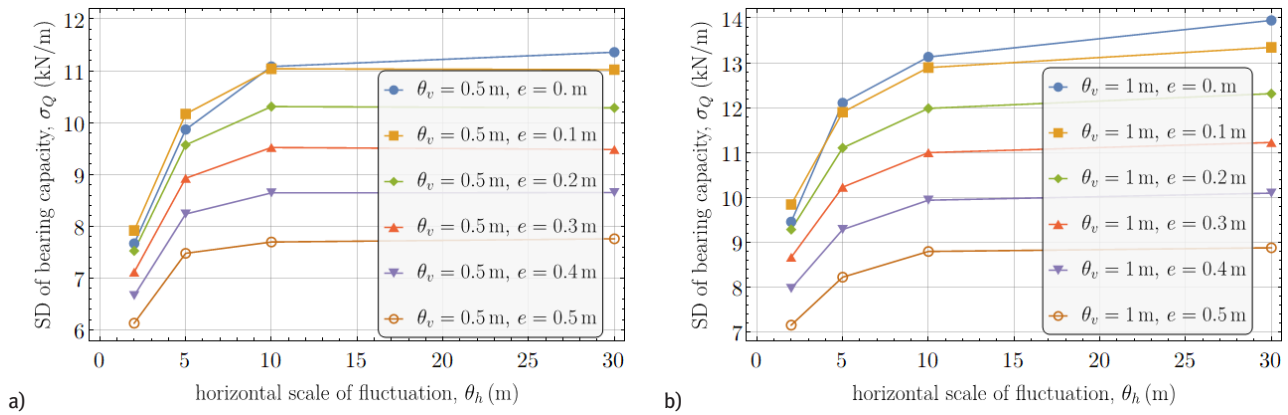 12
11
10
9
8
7
6
SD of bearing capacity, σ_Q (kN/m)
θ_v = 0.5 m, e = 0. m
θ_v = 0.5 m, e = 0.1 m
θ_v = 0.5 m, e = 0.2 m
θ_v = 0.5 m, e = 0.3 m
θ_v = 0.5 m, e = 0.4 m
θ_v = 0.5 m, e = 0.5 m
0 5 10 15 20 25 30
horizontal scale of fluctuation, θ_h (m)
a)
14
13
12
11
10
9
8
7
SD of bearing capacity, σ_Q (kN/m)
θ_v = 1 m, e = 0. m
θ_v = 1 m, e = 0.1 m
θ_v = 1 m, e = 0.2 m
θ_v = 1 m, e = 0.3 m
θ_v = 1 m, e = 0.4 m
θ_v = 1 m, e = 0.5 m
0 5 10 15 20 25 30
horizontal scale of fluctuation, θ_h (m)
b)